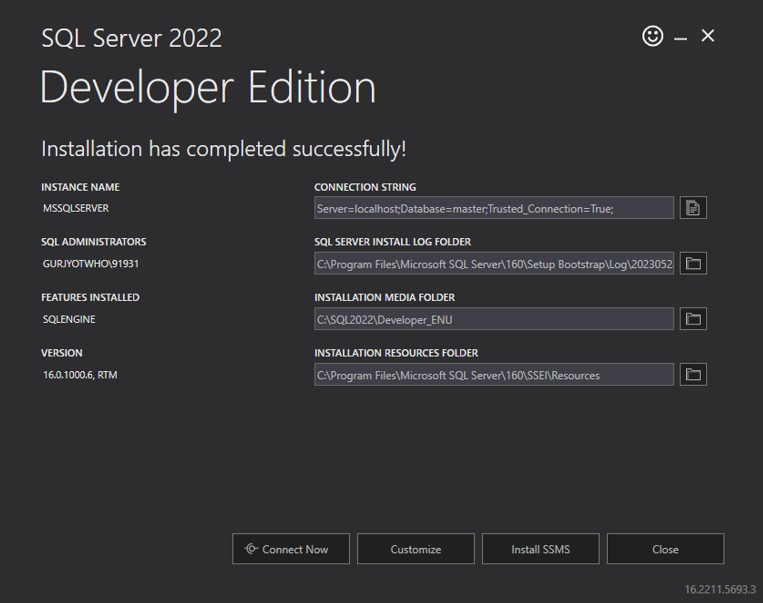 SQL Server 2022
Developer Edition
Installation has completed successfully!
INSTANCE NAME
MSSQLSERVER
CONNECTION STRING
Server=localhost;Database=master;Trusted_Connection=True;
SQL ADMINISTRATORS
GURJYOTWHO\91931
SQL SERVER INSTALL LOG FOLDER
C:\Program Files\Microsoft SQL Server\160\Setup Bootstrap\Log\2023052
FEATURES INSTALLED
SQLENGINE
INSTALLATION MEDIA FOLDER
C:\SQL2022\Developer_ENU
VERSION
16.0.1000.6, RTM
INSTALLATION RESOURCES FOLDER
C:\Program Files\Microsoft SQL Server\160\SSEI\Resources
Connect Now
Customize
Install SSMS
Close
16.2211.5693.3